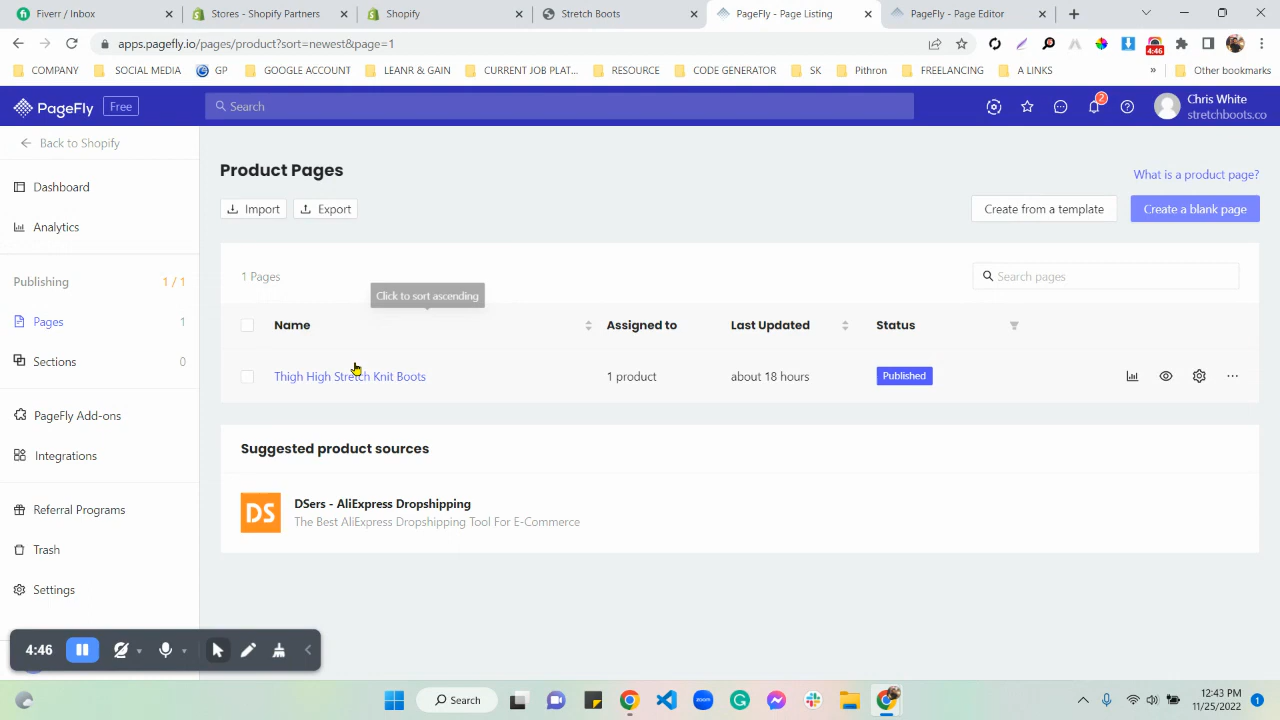 Fiverr / Inbox
Stores - Shopify Partners
Shopify
Stretch Boots
PageFly - Page Listing
PageFly - Page Editor
apps.pagefly.io/pages/product?sort=newest&page=1
4:46
COMPANY
SOCIAL MEDIA
GP
GOOGLE ACCOUNT
LEANR & GAIN
CURRENT JOB PLAT...
RESOURCE
CODE GENERATOR
SK
Pithron
FREELANCING
A LINKS
»
Other bookmarks
PageFly
Free
Search
2
Chris White
stretchboots.co
Back to Shopify
Dashboard
Analytics
Publishing
1 / 1
Pages
1
Sections
0
PageFly Add-ons
Integrations
Referral Programs
Trash
Settings
Product Pages
What is a product page?
Import
Export
Create from a template
Create a blank page
1 Pages
Search pages
Click to sort ascending
Name
Assigned to
Last Updated
Status
Thigh High Stretch Knit Boots
1 product
about 18 hours
Published
Suggested product sources
DS
DSers - AliExpress Dropshipping
The Best AliExpress Dropshipping Tool For E-Commerce
4:46
Search
zoom
12:43 PM
11/25/2022
1